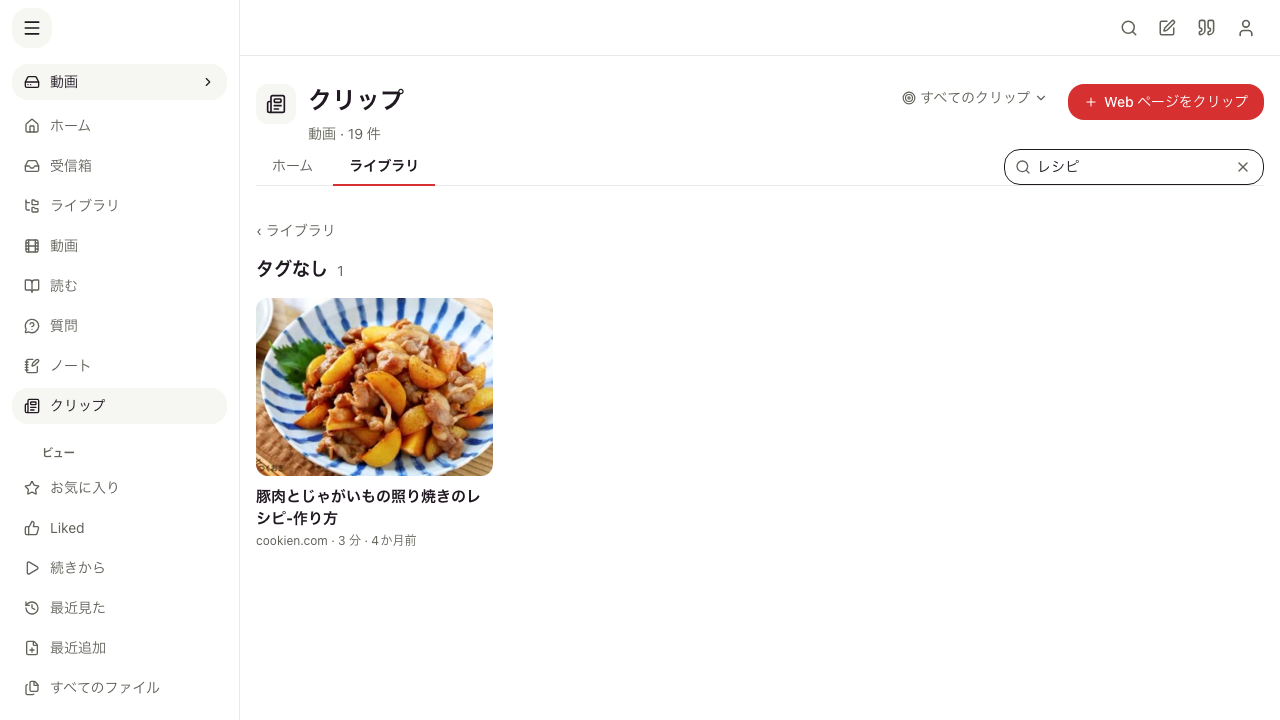 動画
ホーム
受信箱
ライブラリ
動画
読む
質問
ノート
クリップ
ビュー
お気に入り
Liked
続きから
最近見た
最近追加
すべてのファイル
クリップ
動画 · 19 件
すべてのクリップ
Web ページをクリップ
ホーム
ライブラリ
レシピ
‹ ライブラリ
タグなし 1
豚肉とじゃがいもの照り焼きのレ
シピ-作り方
cookien.com · 3 分 · 4か月前